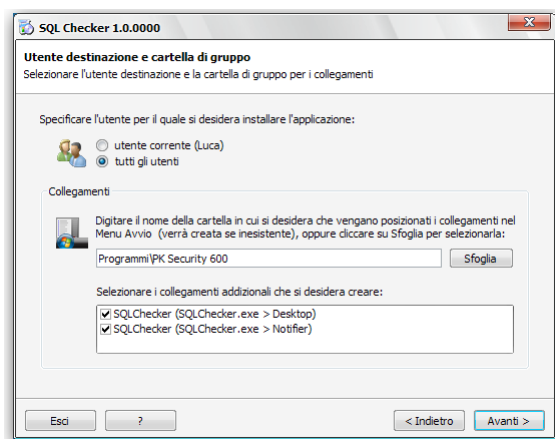 SQL Checker 1.0.0000
Utente destinazione e cartella di gruppo
Selezionare l'utente destinazione e la cartella di gruppo per i collegamenti
Specificare l'utente per il quale si desidera installare l'applicazione:
utente corrente (Luca)
tutti gli utenti
Collegamenti
Digitare il nome della cartella in cui si desidera che vengano posizionati i collegamenti nel
Menu Avvio (verrà creata se inesistente), oppure cliccare su Sfoglia per selezionarla:
Programmi\PK Security 600
Sfoglia
Selezionare i collegamenti addizionali che si desidera creare:
SQLChecker (SQLChecker.exe > Desktop)
SQLChecker (SQLChecker.exe > Notifier)
Esci
?
< Indietro
Avanti >